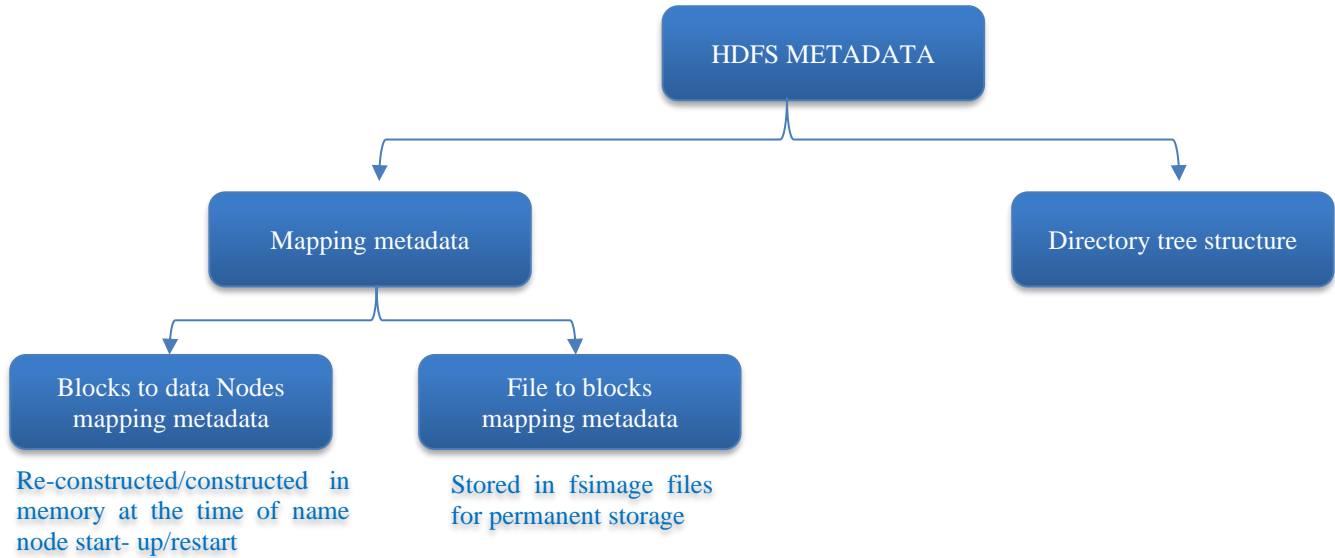 HDFS METADATA
Mapping metadata
Directory tree structure
Blocks to data Nodes
mapping metadata
File to blocks
mapping metadata
Re-constructed/constructed in
memory at the time of name
node start- up/restart
Stored in fsimage files
for permanent storage